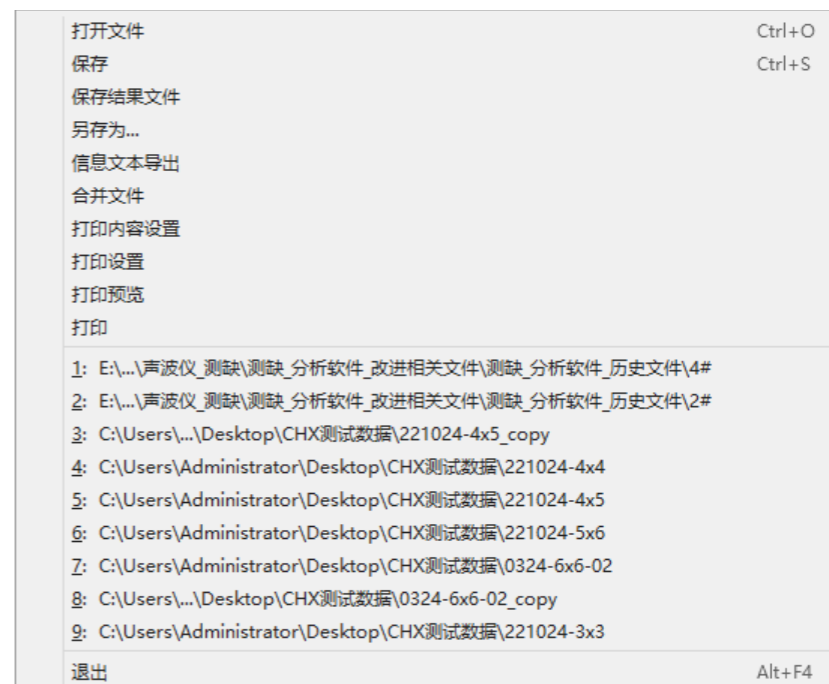 打开文件 Ctrl+O
保存 Ctrl+S
保存结果文件
另存为...
信息文本导出
合并文件
打印内容设置
打印设置
打印预览
打印
1: E:\...\声波仪_测缺\测缺_分析软件_改进相关文件\测缺_分析软件_历史文件\4#
2: E:\...\声波仪_测缺\测缺_分析软件_改进相关文件\测缺_分析软件_历史文件\2#
3: C:\Users\...\Desktop\CHX测试数据\221024-4x5_copy
4: C:\Users\Administrator\Desktop\CHX测试数据\221024-4x4
5: C:\Users\Administrator\Desktop\CHX测试数据\221024-4x5
6: C:\Users\Administrator\Desktop\CHX测试数据\221024-5x6
7: C:\Users\Administrator\Desktop\CHX测试数据\0324-6x6-02
8: C:\Users\...\Desktop\CHX测试数据\0324-6x6-02_copy
9: C:\Users\Administrator\Desktop\CHX测试数据\221024-3x3
退出 Alt+F4